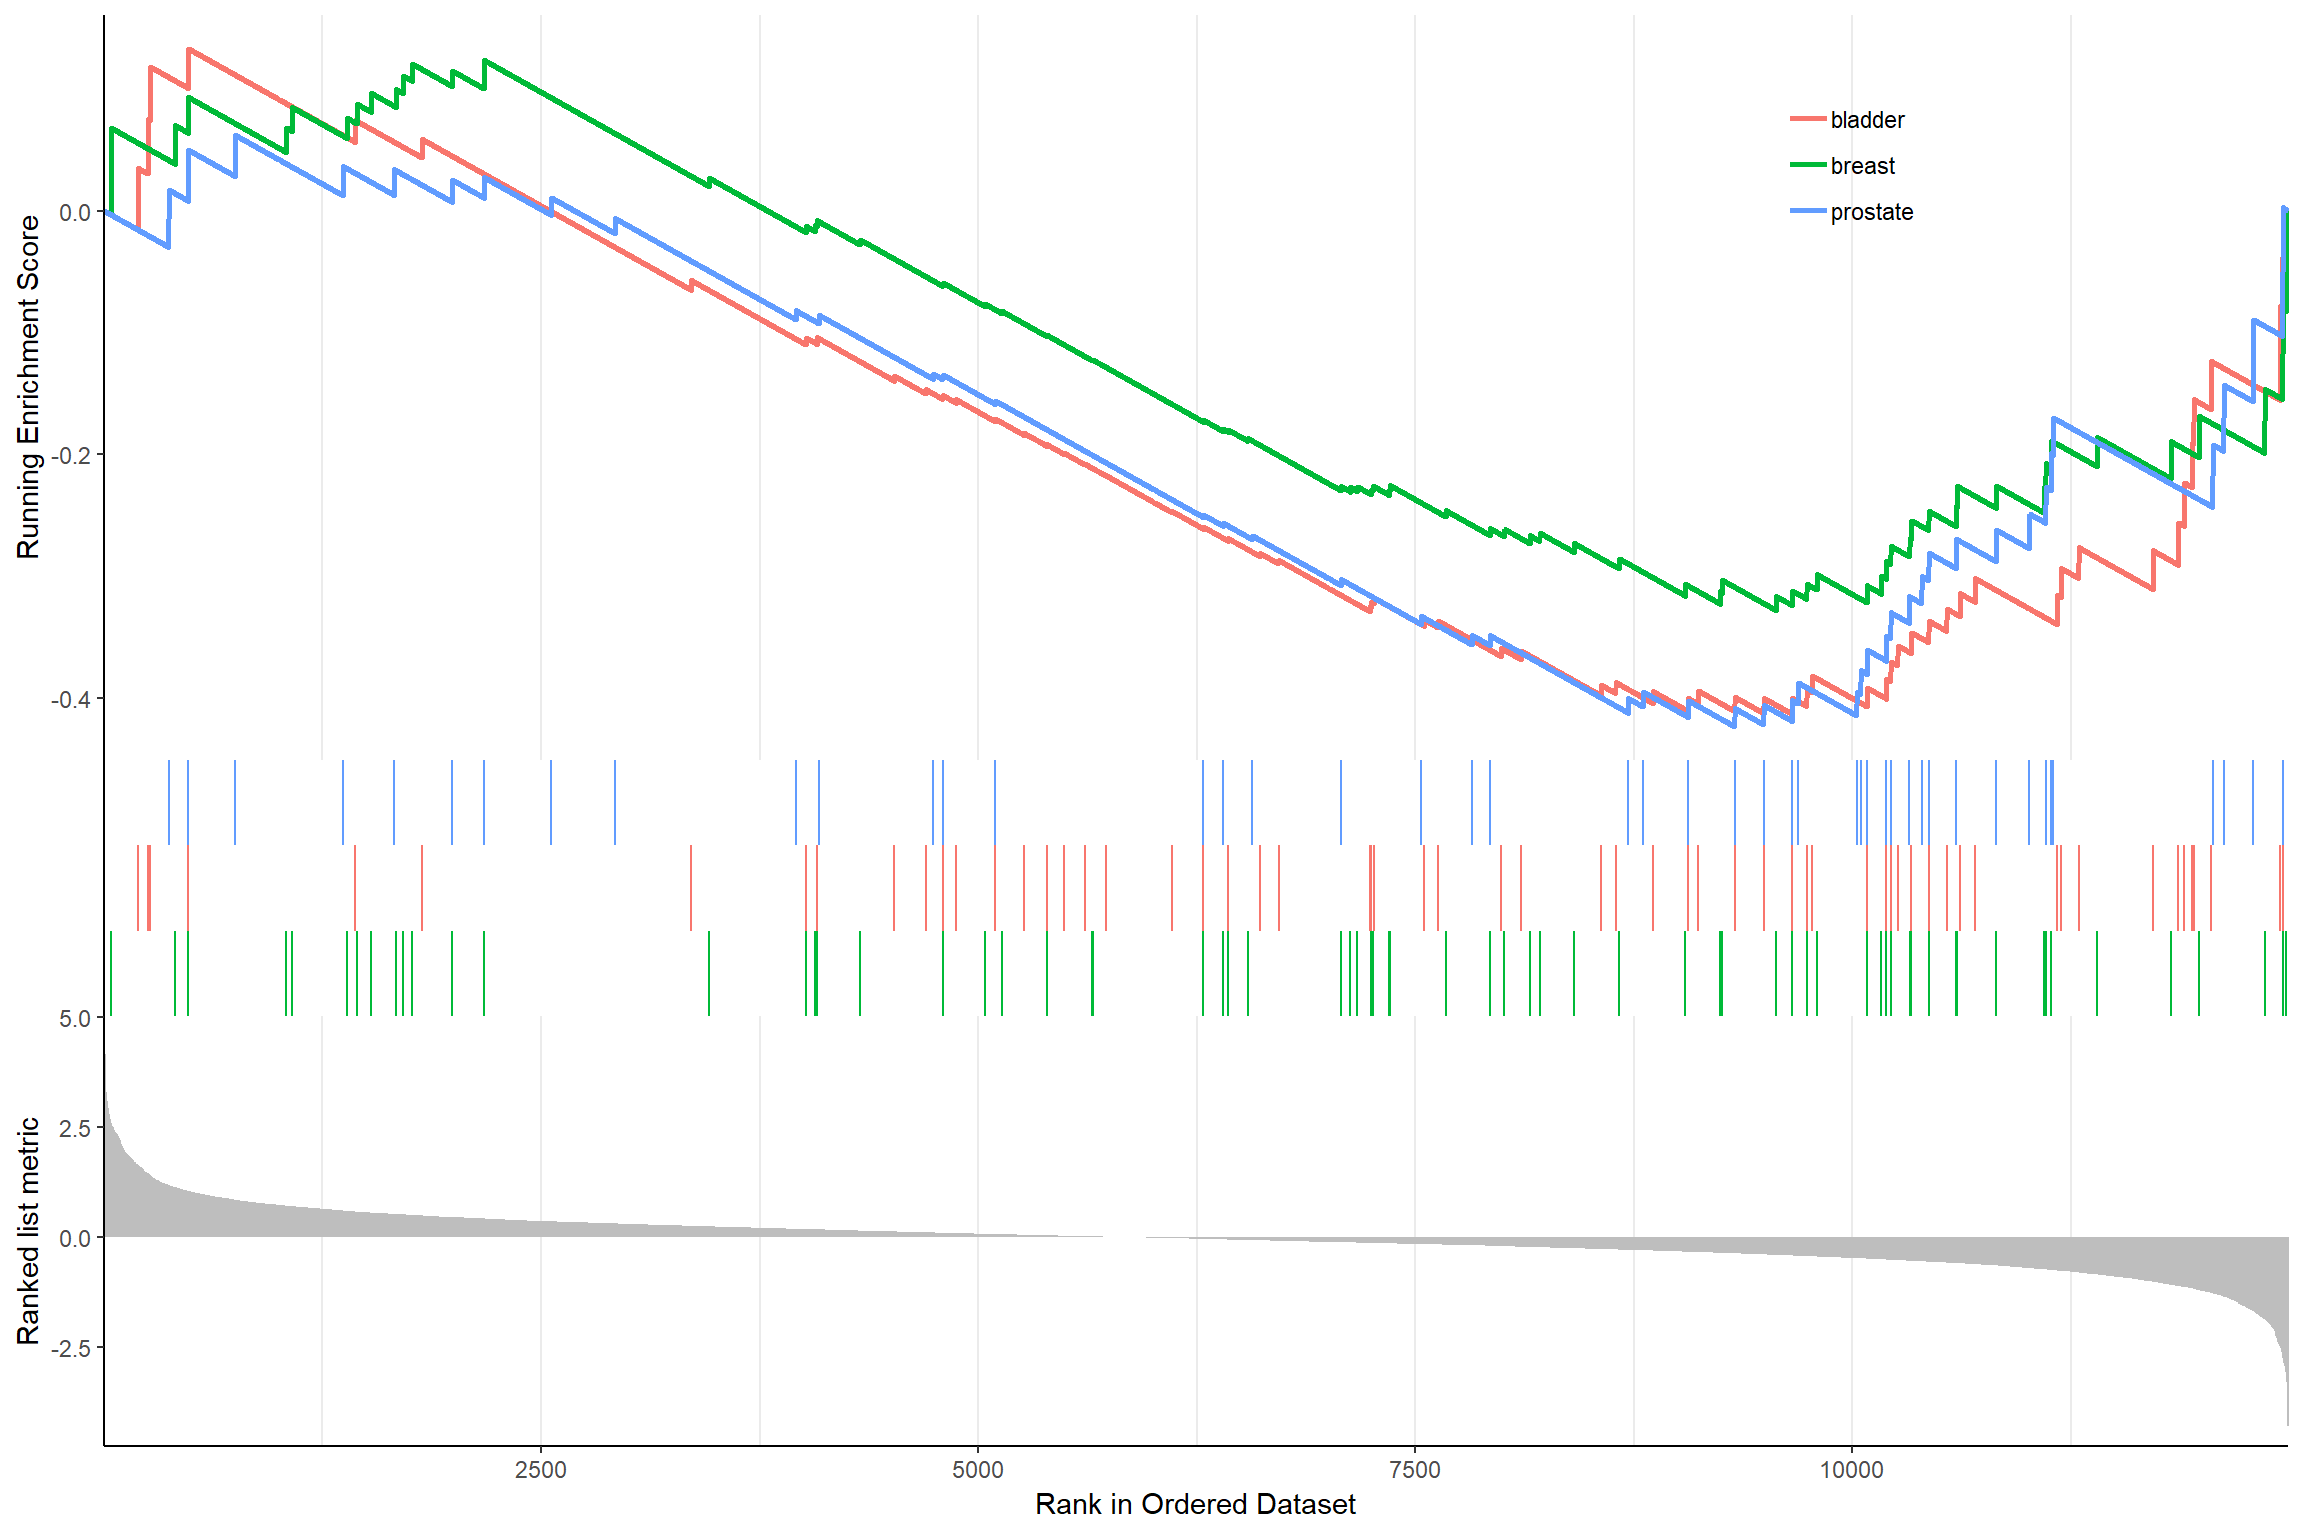 Running Enrichment Score
0.0
-0.2
-0.4
bladder
breast
prostate
Ranked list metric
5.0
2.5
0.0
-2.5
2500 5000 7500 10000
Rank in Ordered Dataset